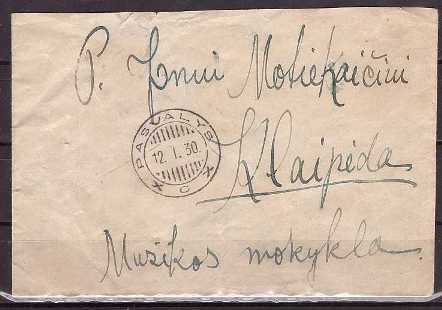 P. Jonui Motiekaičiui
PASVALYS
12. I. 30.
C
Klaipėda
Muzikos mokykla.